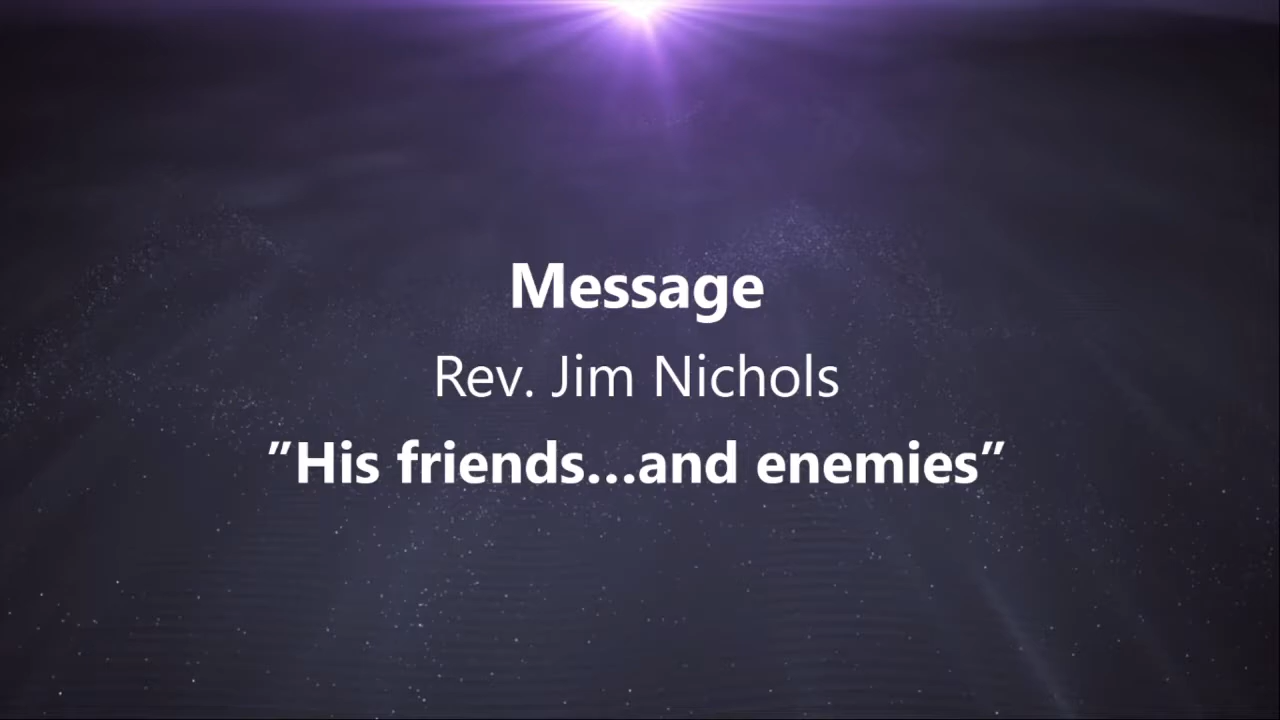 Message
Rev. Jim Nichols
”His friends…and enemies”